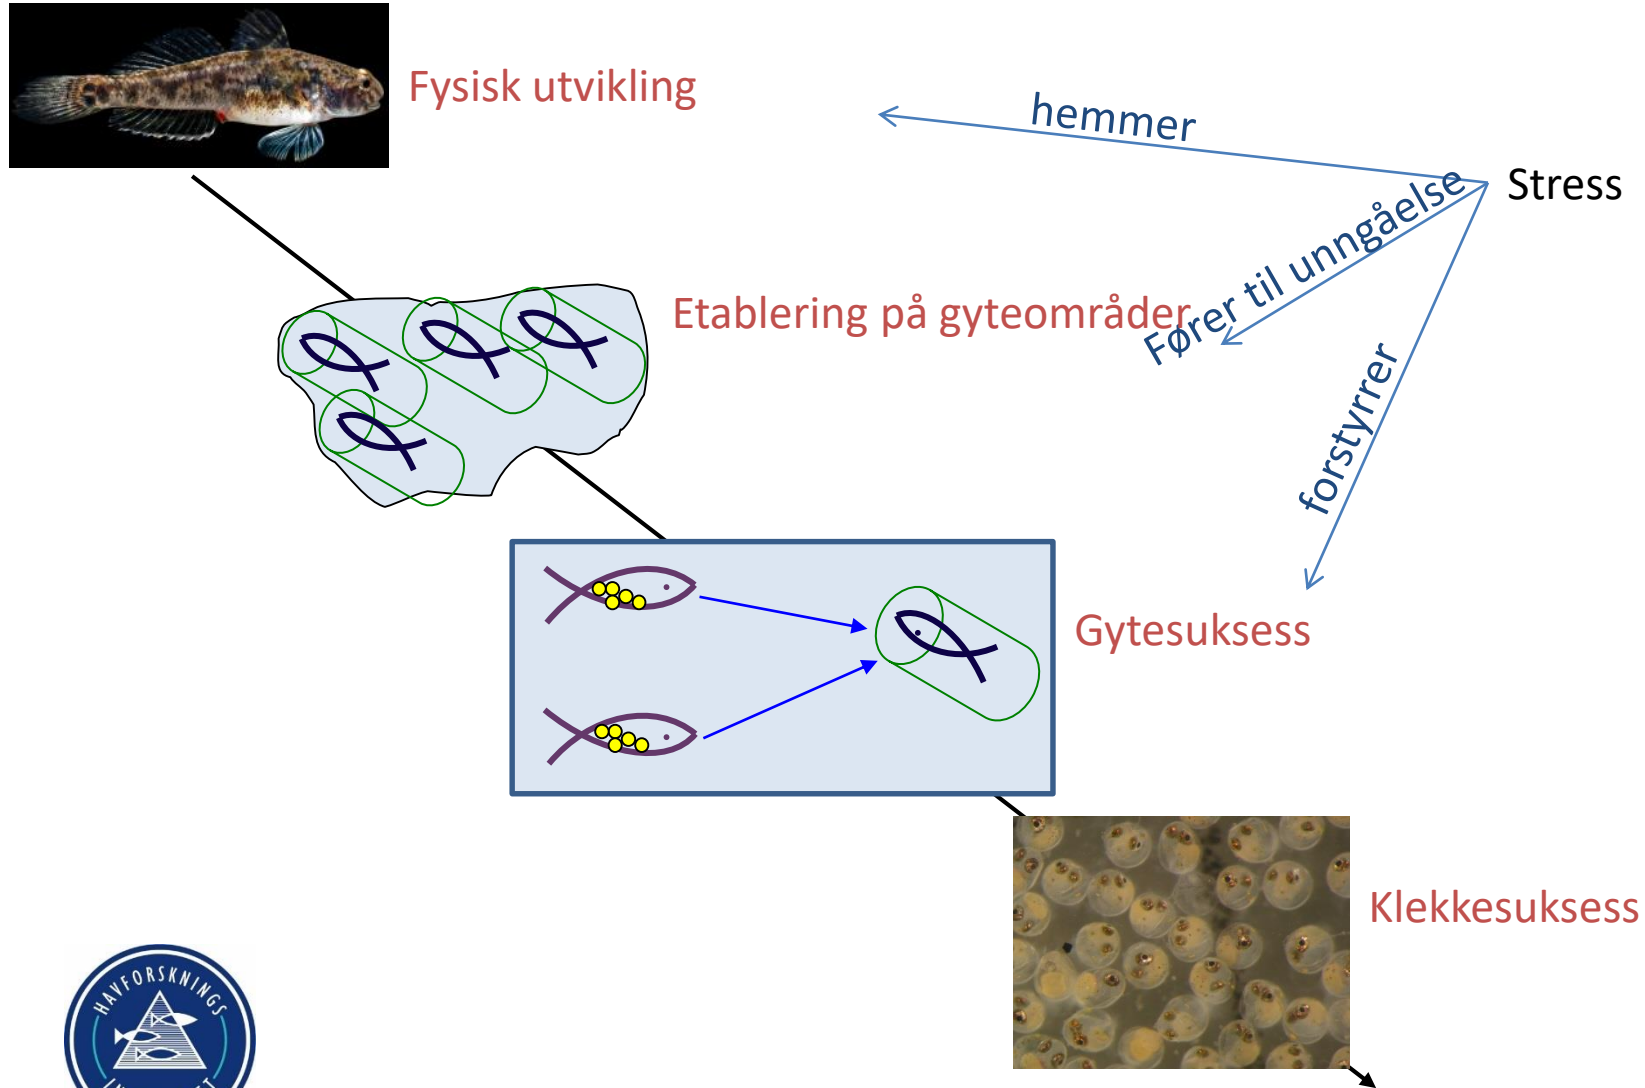 Fysisk utvikling
hemmer
Stress
Fører til unngåelse
Etablering på gyteområder
forstyrrer
Gytesuksess
Klekkesuksess
HAVFORSKNINGS